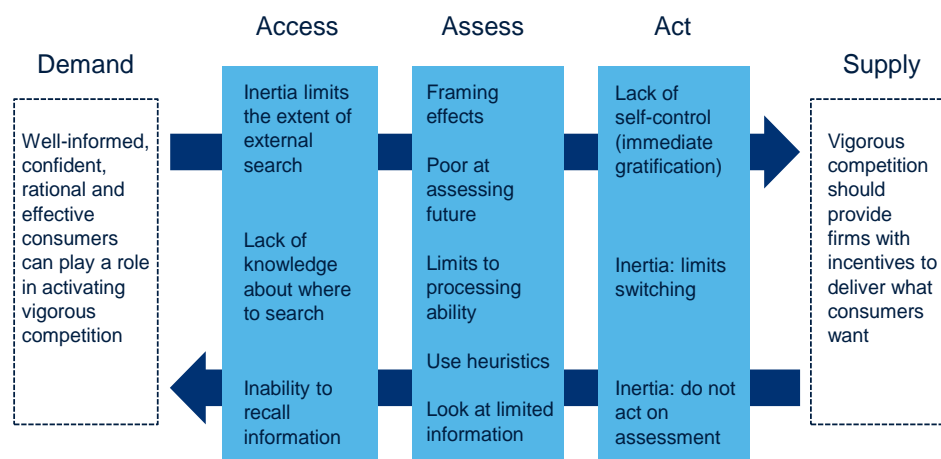 Access
Assess
Act
Demand
Supply
Well-informed,
confident,
rational and
effective
consumers
can play a role
in activating
vigorous
competition
Inertia limits
the extent of
external
search
Lack of
knowledge
about where
to search
Inability to
recall
information
Framing
effects
Poor at
assessing
future
Limits to
processing
ability
Use heuristics
Look at limited
information
Lack of
self-control
(immediate
gratification)
Inertia: limits
switching
Inertia: do not
act on
assessment
Vigorous
competition
should
provide
firms with
incentives to
deliver what
consumers
want